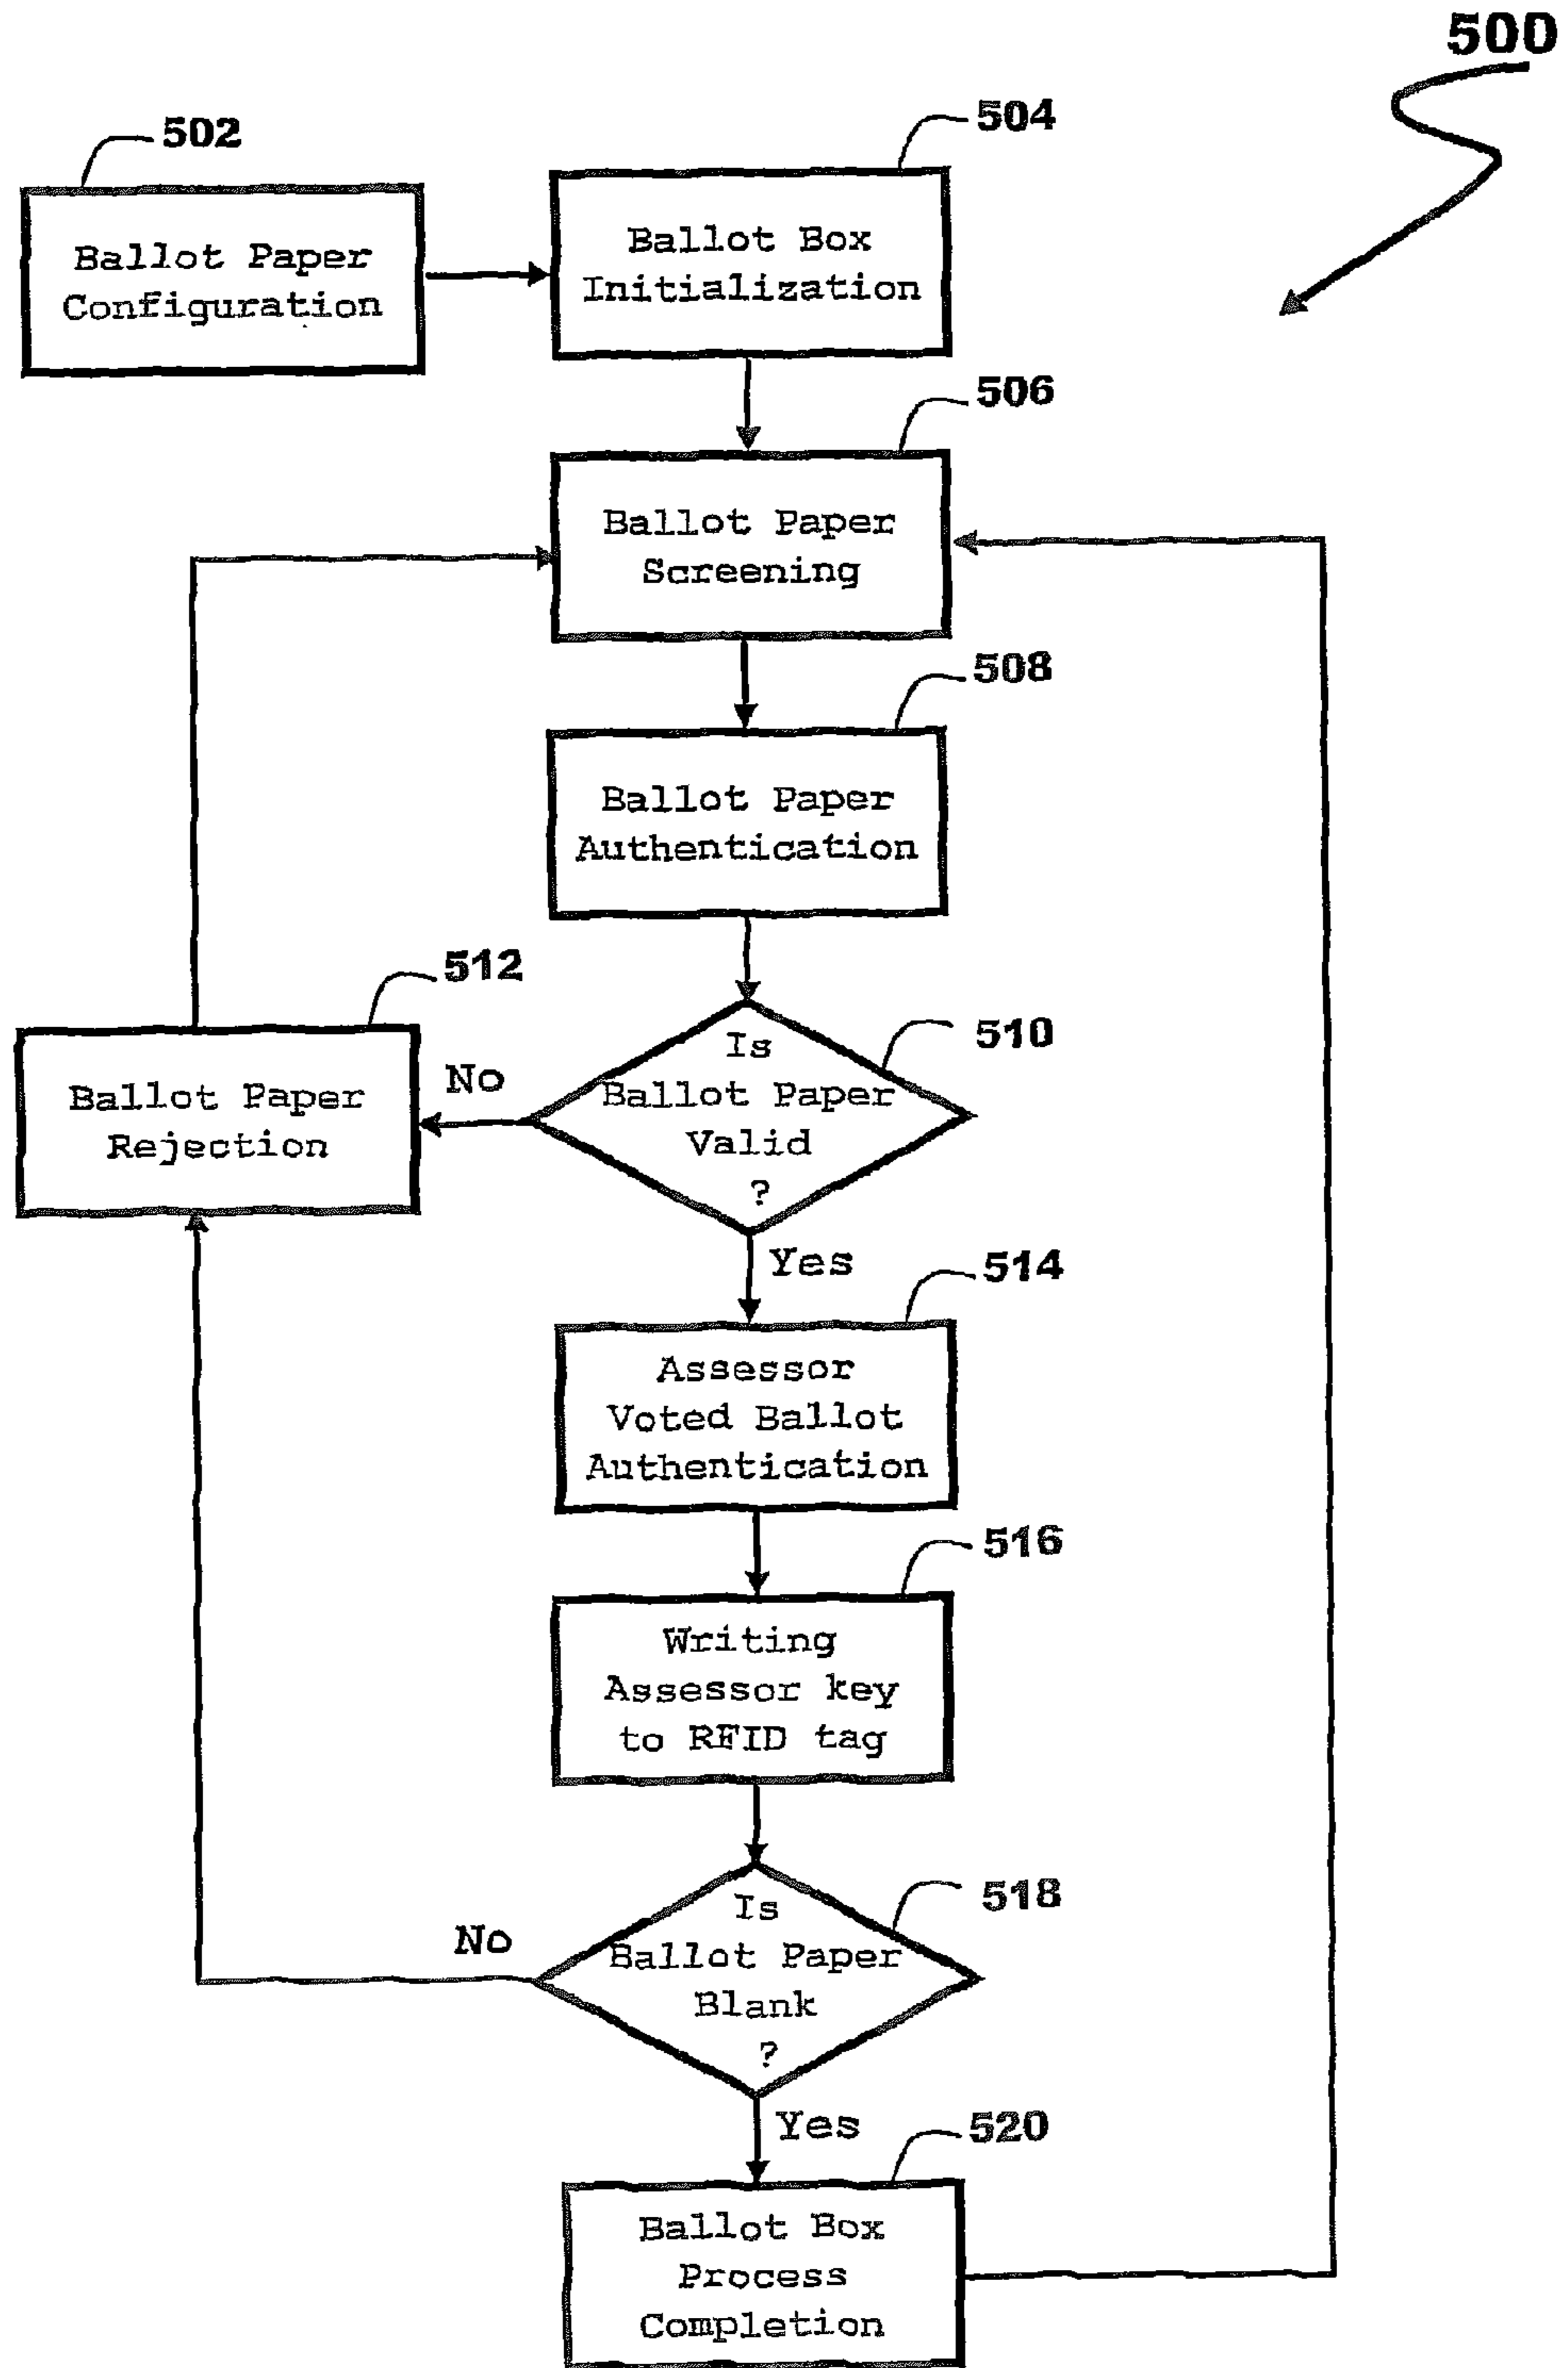 500
502
Ballot Paper
Configuration
504
Ballot Box
Initialization
506
Ballot Paper
Screening
508
Ballot Paper
Authentication
510
Is
Ballot Paper
Valid
?
No
512
Ballot Paper
Rejection
Yes
514
Assessor
Voted Ballot
Authentication
516
Writing
Assessor key
to RFID tag
518
Is
Ballot Paper
Blank
?
No
Yes
520
Ballot Box
Process
Completion